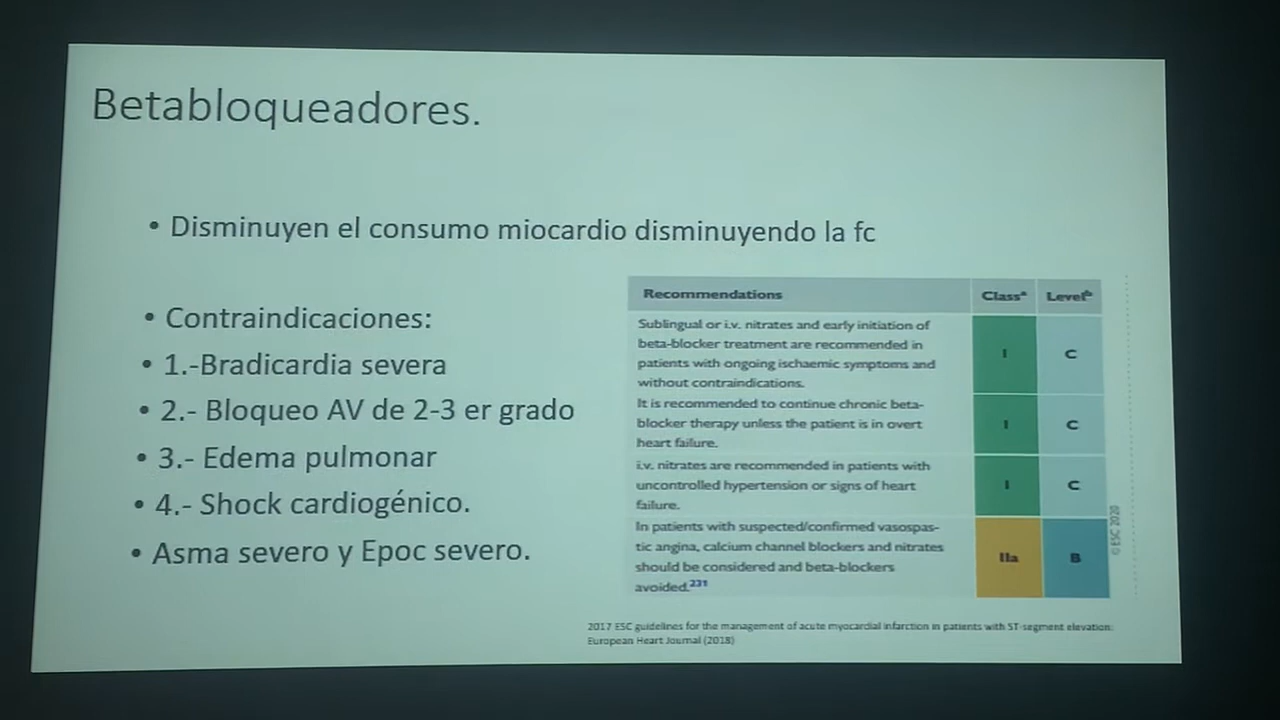 Betabloqueadores.
• Disminuyen el consumo miocardio disminuyendo la fc
• Contraindicaciones:
• 1.-Bradicardia severa
• 2.- Bloqueo AV de 2-3 er grado
• 3.- Edema pulmonar
• 4.- Shock cardiogénico.
• Asma severo y Epoc severo.
Recommendations Classᵃ Levelᵇ
Sublingual or i.v. nitrates and early initiation of
beta-blocker treatment are recommended in
patients with ongoing ischaemic symptoms and
without contraindications.
I C
It is recommended to continue chronic beta-
blocker therapy unless the patient is in overt
heart failure.
I C
i.v. nitrates are recommended in patients with
uncontrolled hypertension or signs of heart
failure.
I C
In patients with suspected/confirmed vasospas-
tic angina, calcium channel blockers and nitrates
should be considered and beta-blockers
avoided.²³¹
IIa B
© ESC 2020
2017 ESC guidelines for the management of acute myocardial infarction in patients with ST-segment elevation.
European Heart Journal (2018)